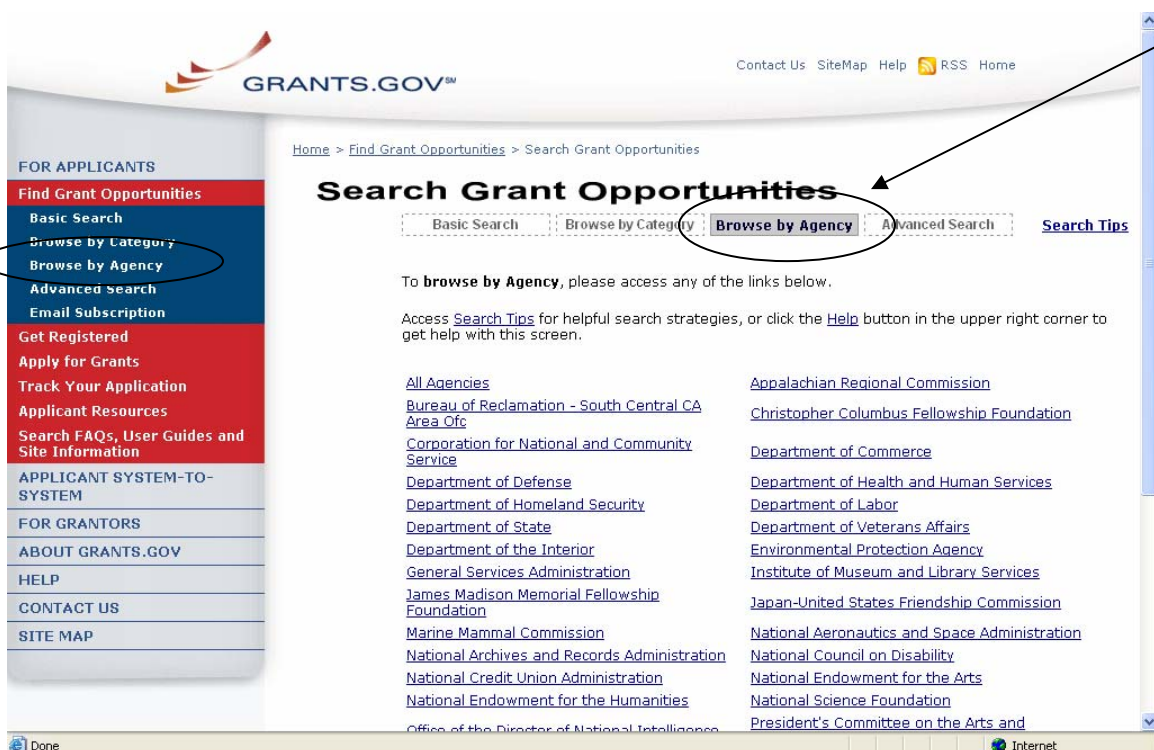 GRANTS.GOV℠
Contact Us SiteMap Help RSS Home
Home > Find Grant Opportunities > Search Grant Opportunities
FOR APPLICANTS
Find Grant Opportunities
Basic Search
Browse by Category
Browse by Agency
Advanced Search
Email Subscription
Get Registered
Apply for Grants
Track Your Application
Applicant Resources
Search FAQs, User Guides and
Site Information
APPLICANT SYSTEM-TO-
SYSTEM
FOR GRANTORS
ABOUT GRANTS.GOV
HELP
CONTACT US
SITE MAP
Search Grant Opportunities
Basic Search Browse by Category Browse by Agency Advanced Search Search Tips
To browse by Agency, please access any of the links below.
Access Search Tips for helpful search strategies, or click the Help button in the upper right corner to
get help with this screen.
All Agencies Appalachian Regional Commission
Bureau of Reclamation - South Central CA
Area Ofc
Christopher Columbus Fellowship Foundation
Corporation for National and Community
Service
Department of Commerce
Department of Defense Department of Health and Human Services
Department of Homeland Security Department of Labor
Department of State Department of Veterans Affairs
Department of the Interior Environmental Protection Agency
General Services Administration Institute of Museum and Library Services
James Madison Memorial Fellowship
Foundation
Japan-United States Friendship Commission
Marine Mammal Commission National Aeronautics and Space Administration
National Archives and Records Administration National Council on Disability
National Credit Union Administration National Endowment for the Arts
National Endowment for the Humanities National Science Foundation
Office of the Director of National Intelligence President's Committee on the Arts and
Done Internet